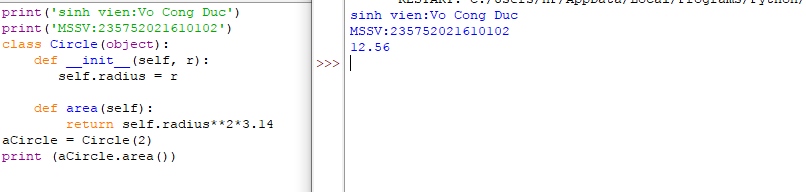 print('sinh vien:Vo Cong Duc')
print('MSSV:235752021610102')
class Circle(object):
    def __init__(self, r):
       self.radius = r

    def area(self):
        return self.radius**2*3.14
aCircle = Circle(2)
print (aCircle.area())
sinh vien:Vo Cong Duc
MSSV:235752021610102
12.56
>>>